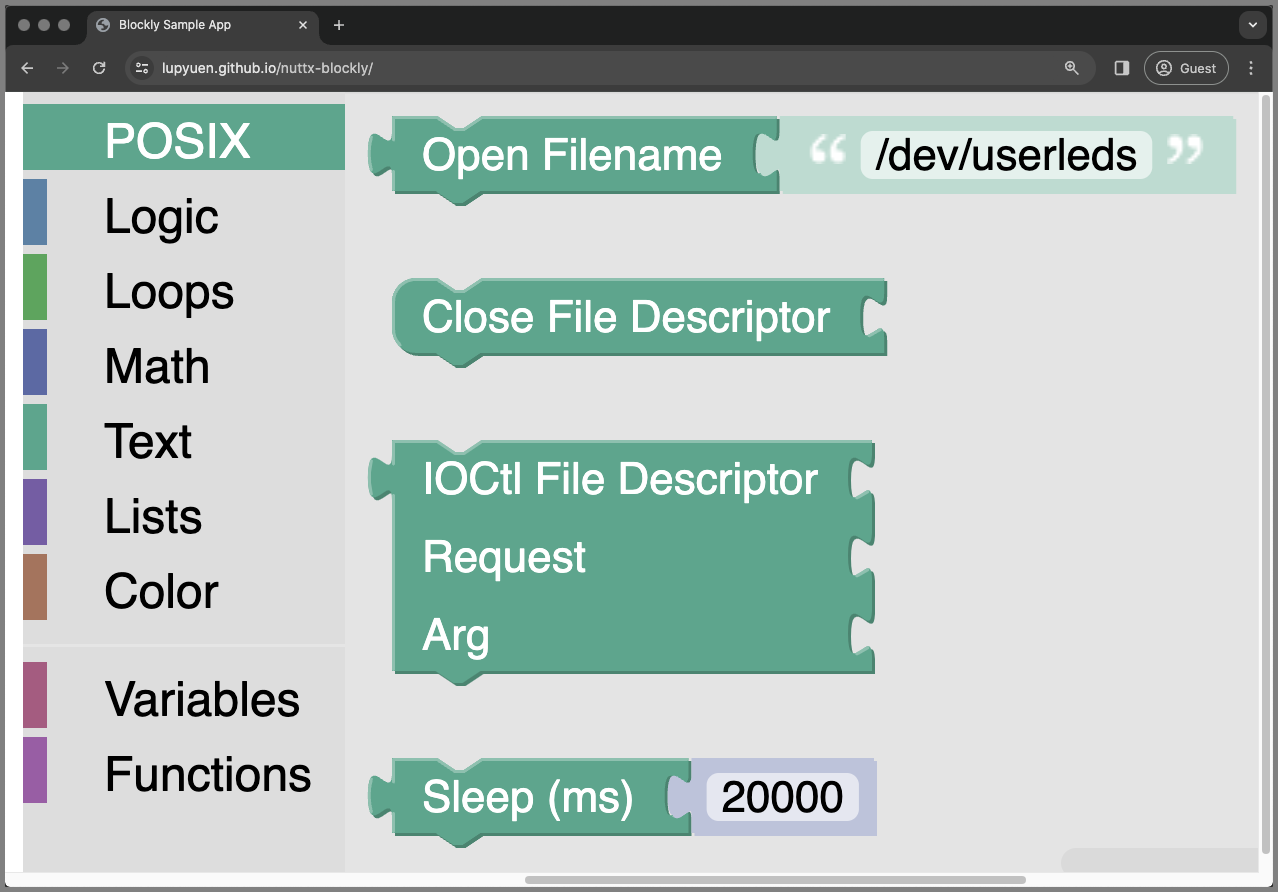 Blockly Sample App
lupyuen.github.io/nuttx-blockly/
Guest
POSIX
Logic
Loops
Math
Text
Lists
Color
Variables
Functions
Open Filename “ /dev/userleds ”
Close File Descriptor
IOCtl File Descriptor
Request
Arg
Sleep (ms) 20000